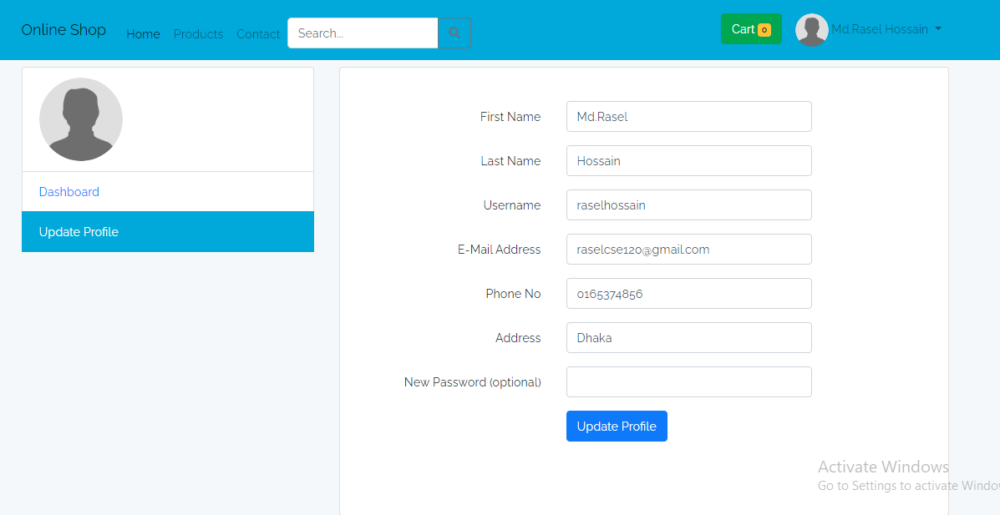 Online Shop Home Products Contact Search... Cart 0 Md.Rasel Hossain
Dashboard
Update Profile
First Name Md.Rasel
Last Name Hossain
Username raselhossain
E-Mail Address raselcse120@gmail.com
Phone No 0165374856
Address Dhaka
New Password (optional)
Update Profile
Activate Windows
Go to Settings to activate Windo